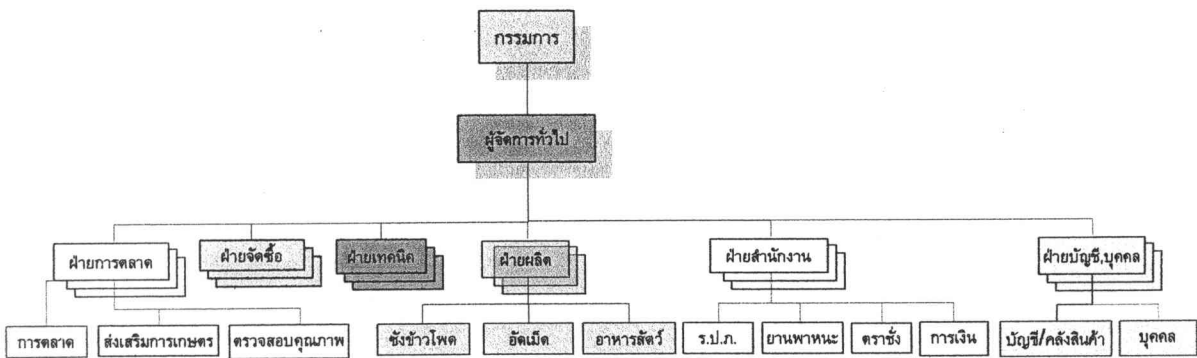 กรรมการ
ผู้จัดการทั่วไป
ฝ่ายการตลาด
ฝ่ายจัดซื้อ
ฝ่ายเทคนิค
ฝ่ายผลิต
ฝ่ายสำนักงาน
ฝ่ายบัญชี,บุคคล
การตลาด
ส่งเสริมการเกษตร
ตรวจสอบคุณภาพ
ซังข้าวโพด
อัดเม็ด
อาหารสัตว์
ร.ป.ภ.
ยานพาหนะ
ตราชั่ง
การเงิน
บัญชี/คลังสินค้า
บุคคล